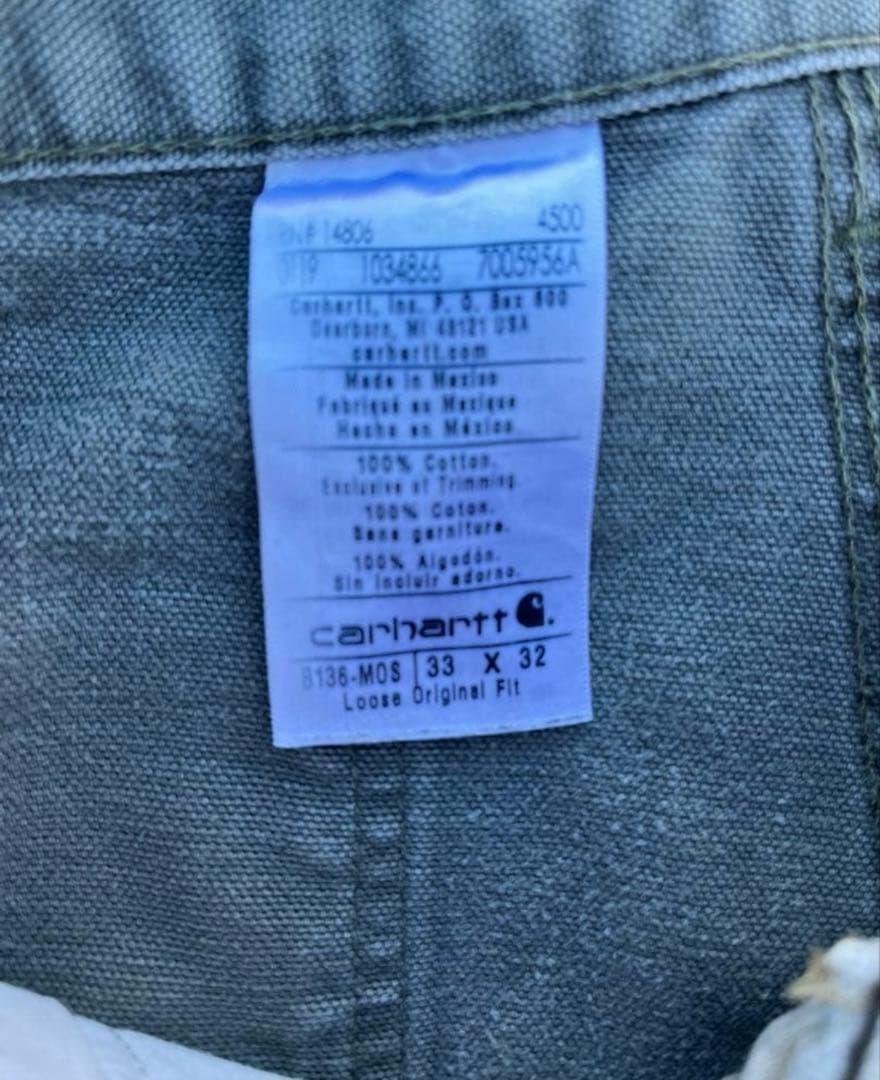 RN# 14806 4500
1034866 7005956A
Carhartt, Inc. P. O. Box 600
Dearborn, MI 48121 USA
carhartt.com
Made in Mexico
Fabriqué au Mexique
Hecho en México
100% Cotton.
Exclusive of Trimming.
100% Coton.
Sans garniture.
100% Algodón.
Sin incluir adorno.
carhartt
B136-MOS 33 X 32
Loose Original Fit